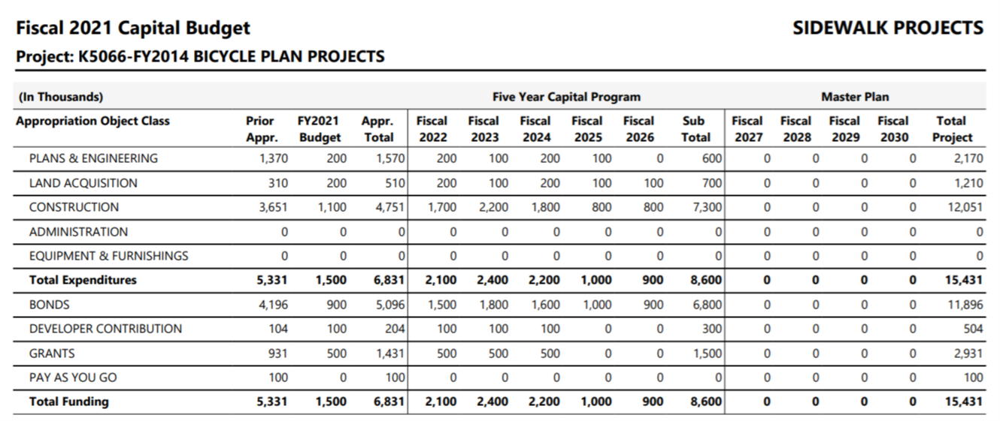 Fiscal 2021 Capital Budget SIDEWALK PROJECTS
Project: K5066-FY2014 BICYCLE PLAN PROJECTS
(In Thousands) Five Year Capital Program Master Plan
Appropriation Object Class Prior FY2021 Appr. Fiscal Fiscal Fiscal Fiscal Fiscal Sub Fiscal Fiscal Fiscal Fiscal Total
Appr. Budget Total 2022 2023 2024 2025 2026 Total 2027 2028 2029 2030 Project
PLANS & ENGINEERING 1,370 200 1,570 200 100 200 100 0 600 0 0 0 0 2,170
LAND ACQUISITION 310 200 510 200 100 200 100 100 700 0 0 0 0 1,210
CONSTRUCTION 3,651 1,100 4,751 1,700 2,200 1,800 800 800 7,300 0 0 0 0 12,051
ADMINISTRATION 0 0 0 0 0 0 0 0 0 0 0 0 0 0
EQUIPMENT & FURNISHINGS 0 0 0 0 0 0 0 0 0 0 0 0 0 0
Total Expenditures 5,331 1,500 6,831 2,100 2,400 2,200 1,000 900 8,600 0 0 0 0 15,431
BONDS 4,196 900 5,096 1,500 1,800 1,600 1,000 900 6,800 0 0 0 0 11,896
DEVELOPER CONTRIBUTION 104 100 204 100 100 100 0 0 300 0 0 0 0 504
GRANTS 931 500 1,431 500 500 500 0 0 1,500 0 0 0 0 2,931
PAY AS YOU GO 100 0 100 0 0 0 0 0 0 0 0 0 0 100
Total Funding 5,331 1,500 6,831 2,100 2,400 2,200 1,000 900 8,600 0 0 0 0 15,431